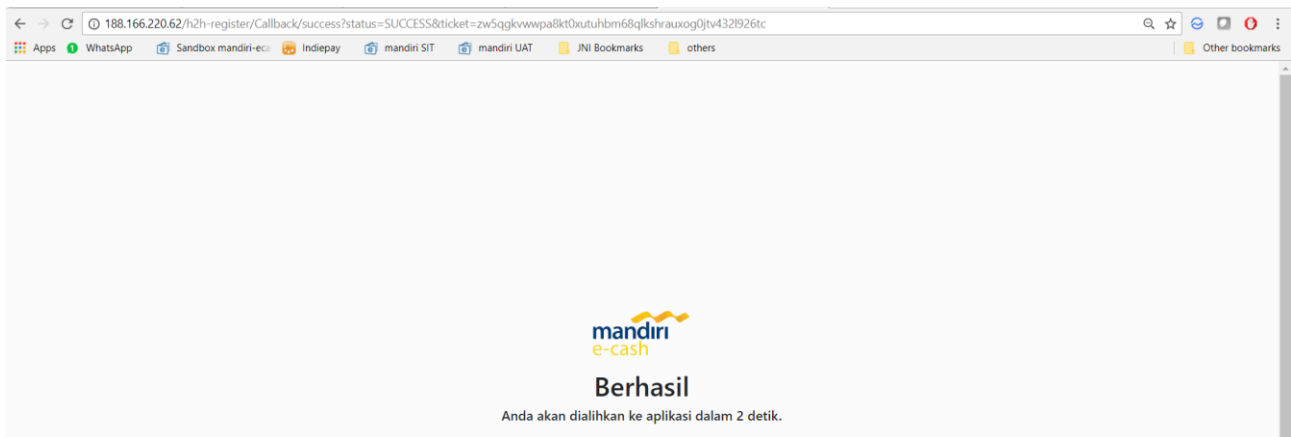 188.166.220.62/h2h-register/Callback/success?status=SUCCESS&ticket=zw5qgkvwwpa8kt0xutuhbm68qlkshrauxog0jtv432l926tc
Apps WhatsApp Sandbox mandiri-eca Indiepay mandiri SIT mandiri UAT JNI Bookmarks others Other bookmarks
mandırı
e-cash
Berhasil
Anda akan dialihkan ke aplikasi dalam 2 detik.